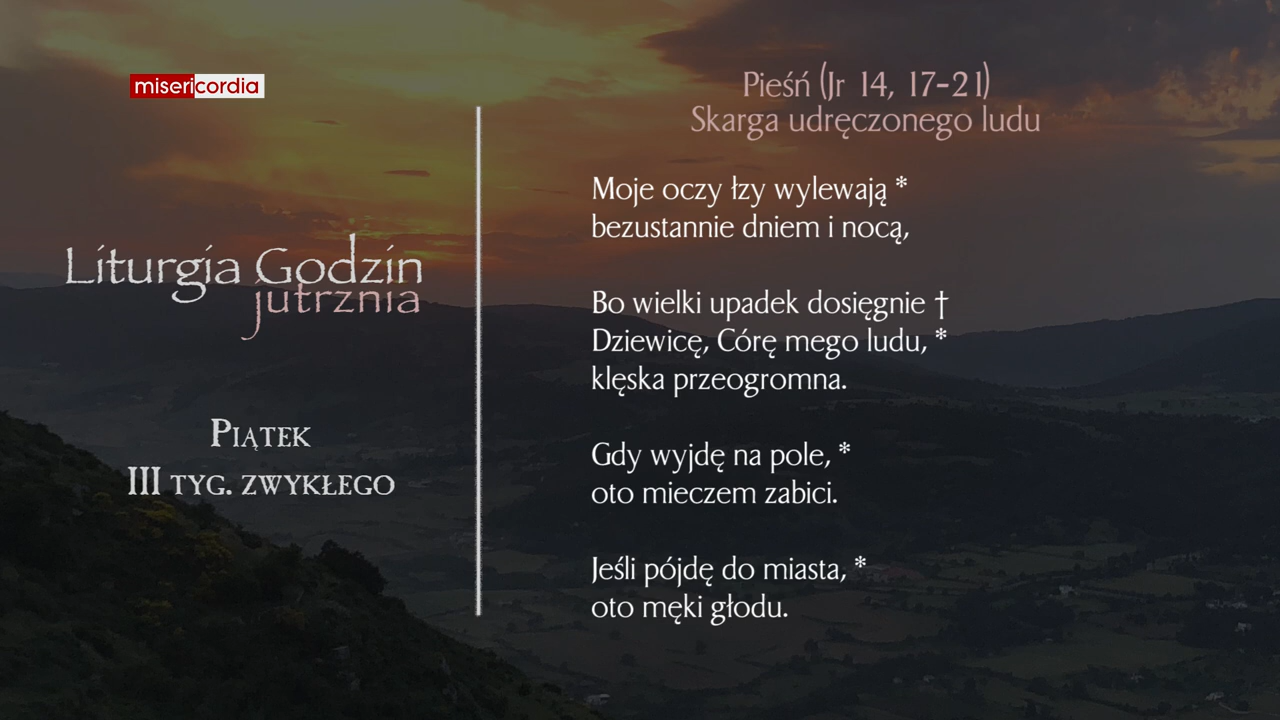 misericordia
Liturgia Godzin
jutrznia
Piątek
III tyg. zwykłego
Pieśń (Jr 14, 17-21)
Skarga udręczonego ludu
Moje oczy łzy wylewają *
bezustannie dniem i nocą,
Bo wielki upadek dosięgnie †
Dziewicę, Córę mego ludu, *
klęska przeogromna.
Gdy wyjdę na pole, *
oto mieczem zabici.
Jeśli pójdę do miasta, *
oto męki głodu.